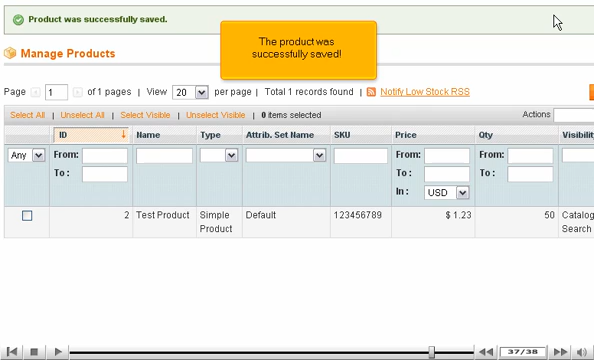 Product was successfully saved.
The product was
successfully saved!
Manage Products
Page 1 of 1 pages | View 20 per page | Total 1 records found | Notify Low Stock RSS
Select All | Unselect All | Select Visible | Unselect Visible | 0 items selected Actions
ID Name Type Attrib. Set Name SKU Price Qty Visibility
Any From: From: From:
To : To : To :
In : USD
2 Test Product Simple Product Default 123456789 $ 1.23 50 Catalog, Search
37/38